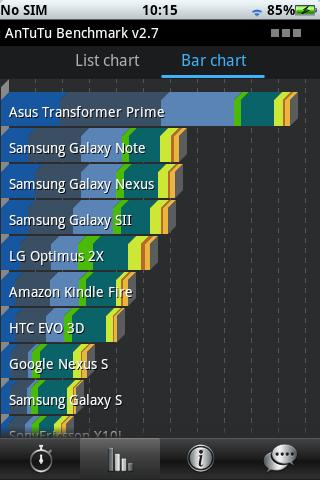 No SIM 10:15 85%
AnTuTu Benchmark v2.7
List chart Bar chart
Asus Transformer Prime
Samsung Galaxy Note
Samsung Galaxy Nexus
Samsung Galaxy SII
LG Optimus 2X
Amazon Kindle Fire
HTC EVO 3D
Google Nexus S
Samsung Galaxy S
SonyEricsson X10i